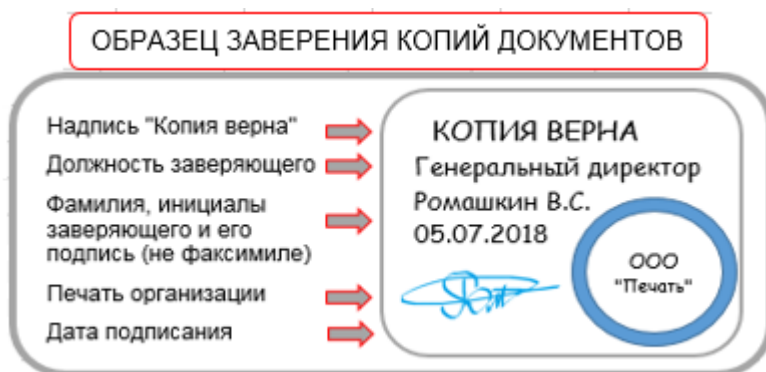 ОБРАЗЕЦ ЗАВЕРЕНИЯ КОПИЙ ДОКУМЕНТОВ
Надпись "Копия верна"
Должность заверяющего
Фамилия, инициалы
заверяющего и его
подпись (не факсимиле)
Печать организации
Дата подписания
КОПИЯ ВЕРНА
Генеральный директор
Ромашкин В.С.
05.07.2018
ООО
"Печать"